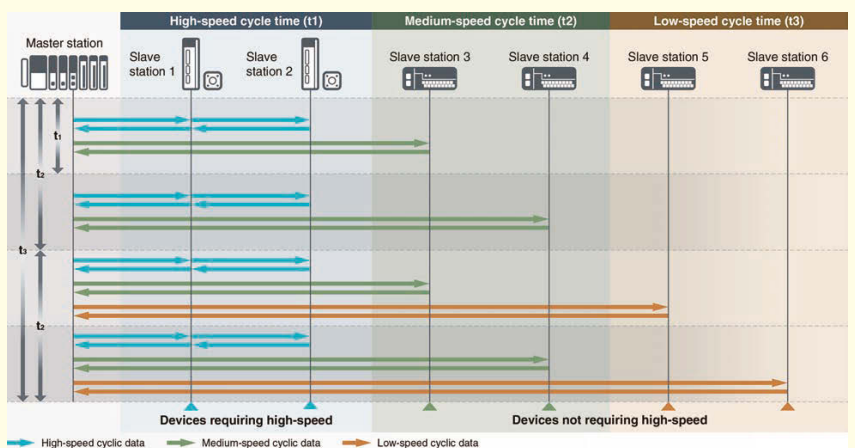 High-speed cycle time (t1)
Medium-speed cycle time (t2)
Low-speed cycle time (t3)
Master station
Slave
station 1
Slave
station 2
Slave station 3
Slave station 4
Slave station 5
Slave station 6
t1
t2
t3
t2
Devices requiring high-speed
Devices not requiring high-speed
High-speed cyclic data
Medium-speed cyclic data
Low-speed cyclic data